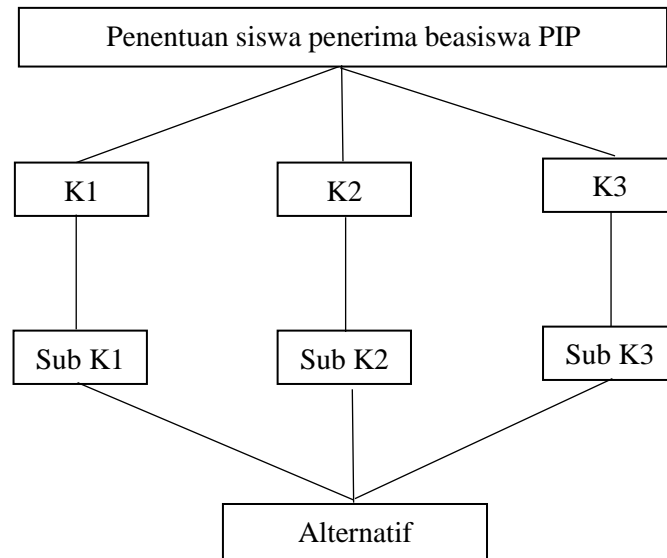 Penentuan siswa penerima beasiswa PIP
K1
K2
K3
Sub K1
Sub K2
Sub K3
Alternatif